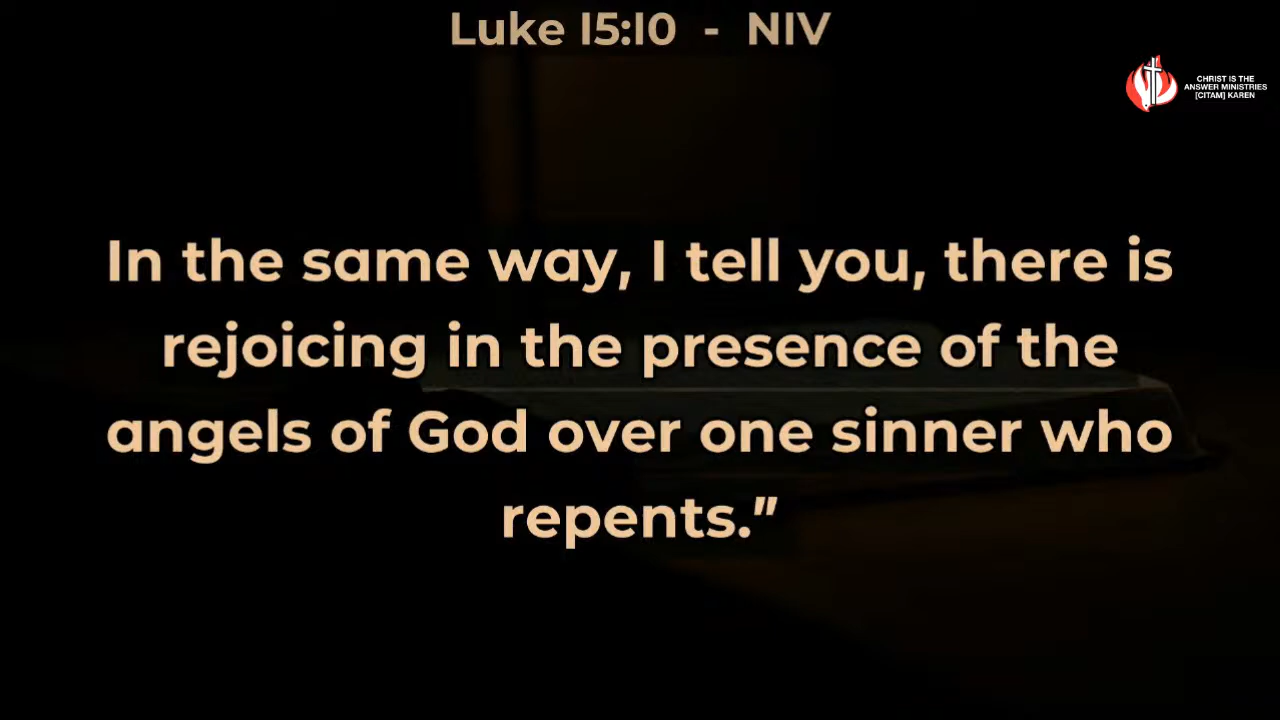 Luke 15:10 - NIV
CHRIST IS THE
ANSWER MINISTRIES
[CITAM] KAREN
In the same way, I tell you, there is
rejoicing in the presence of the
angels of God over one sinner who
repents.”